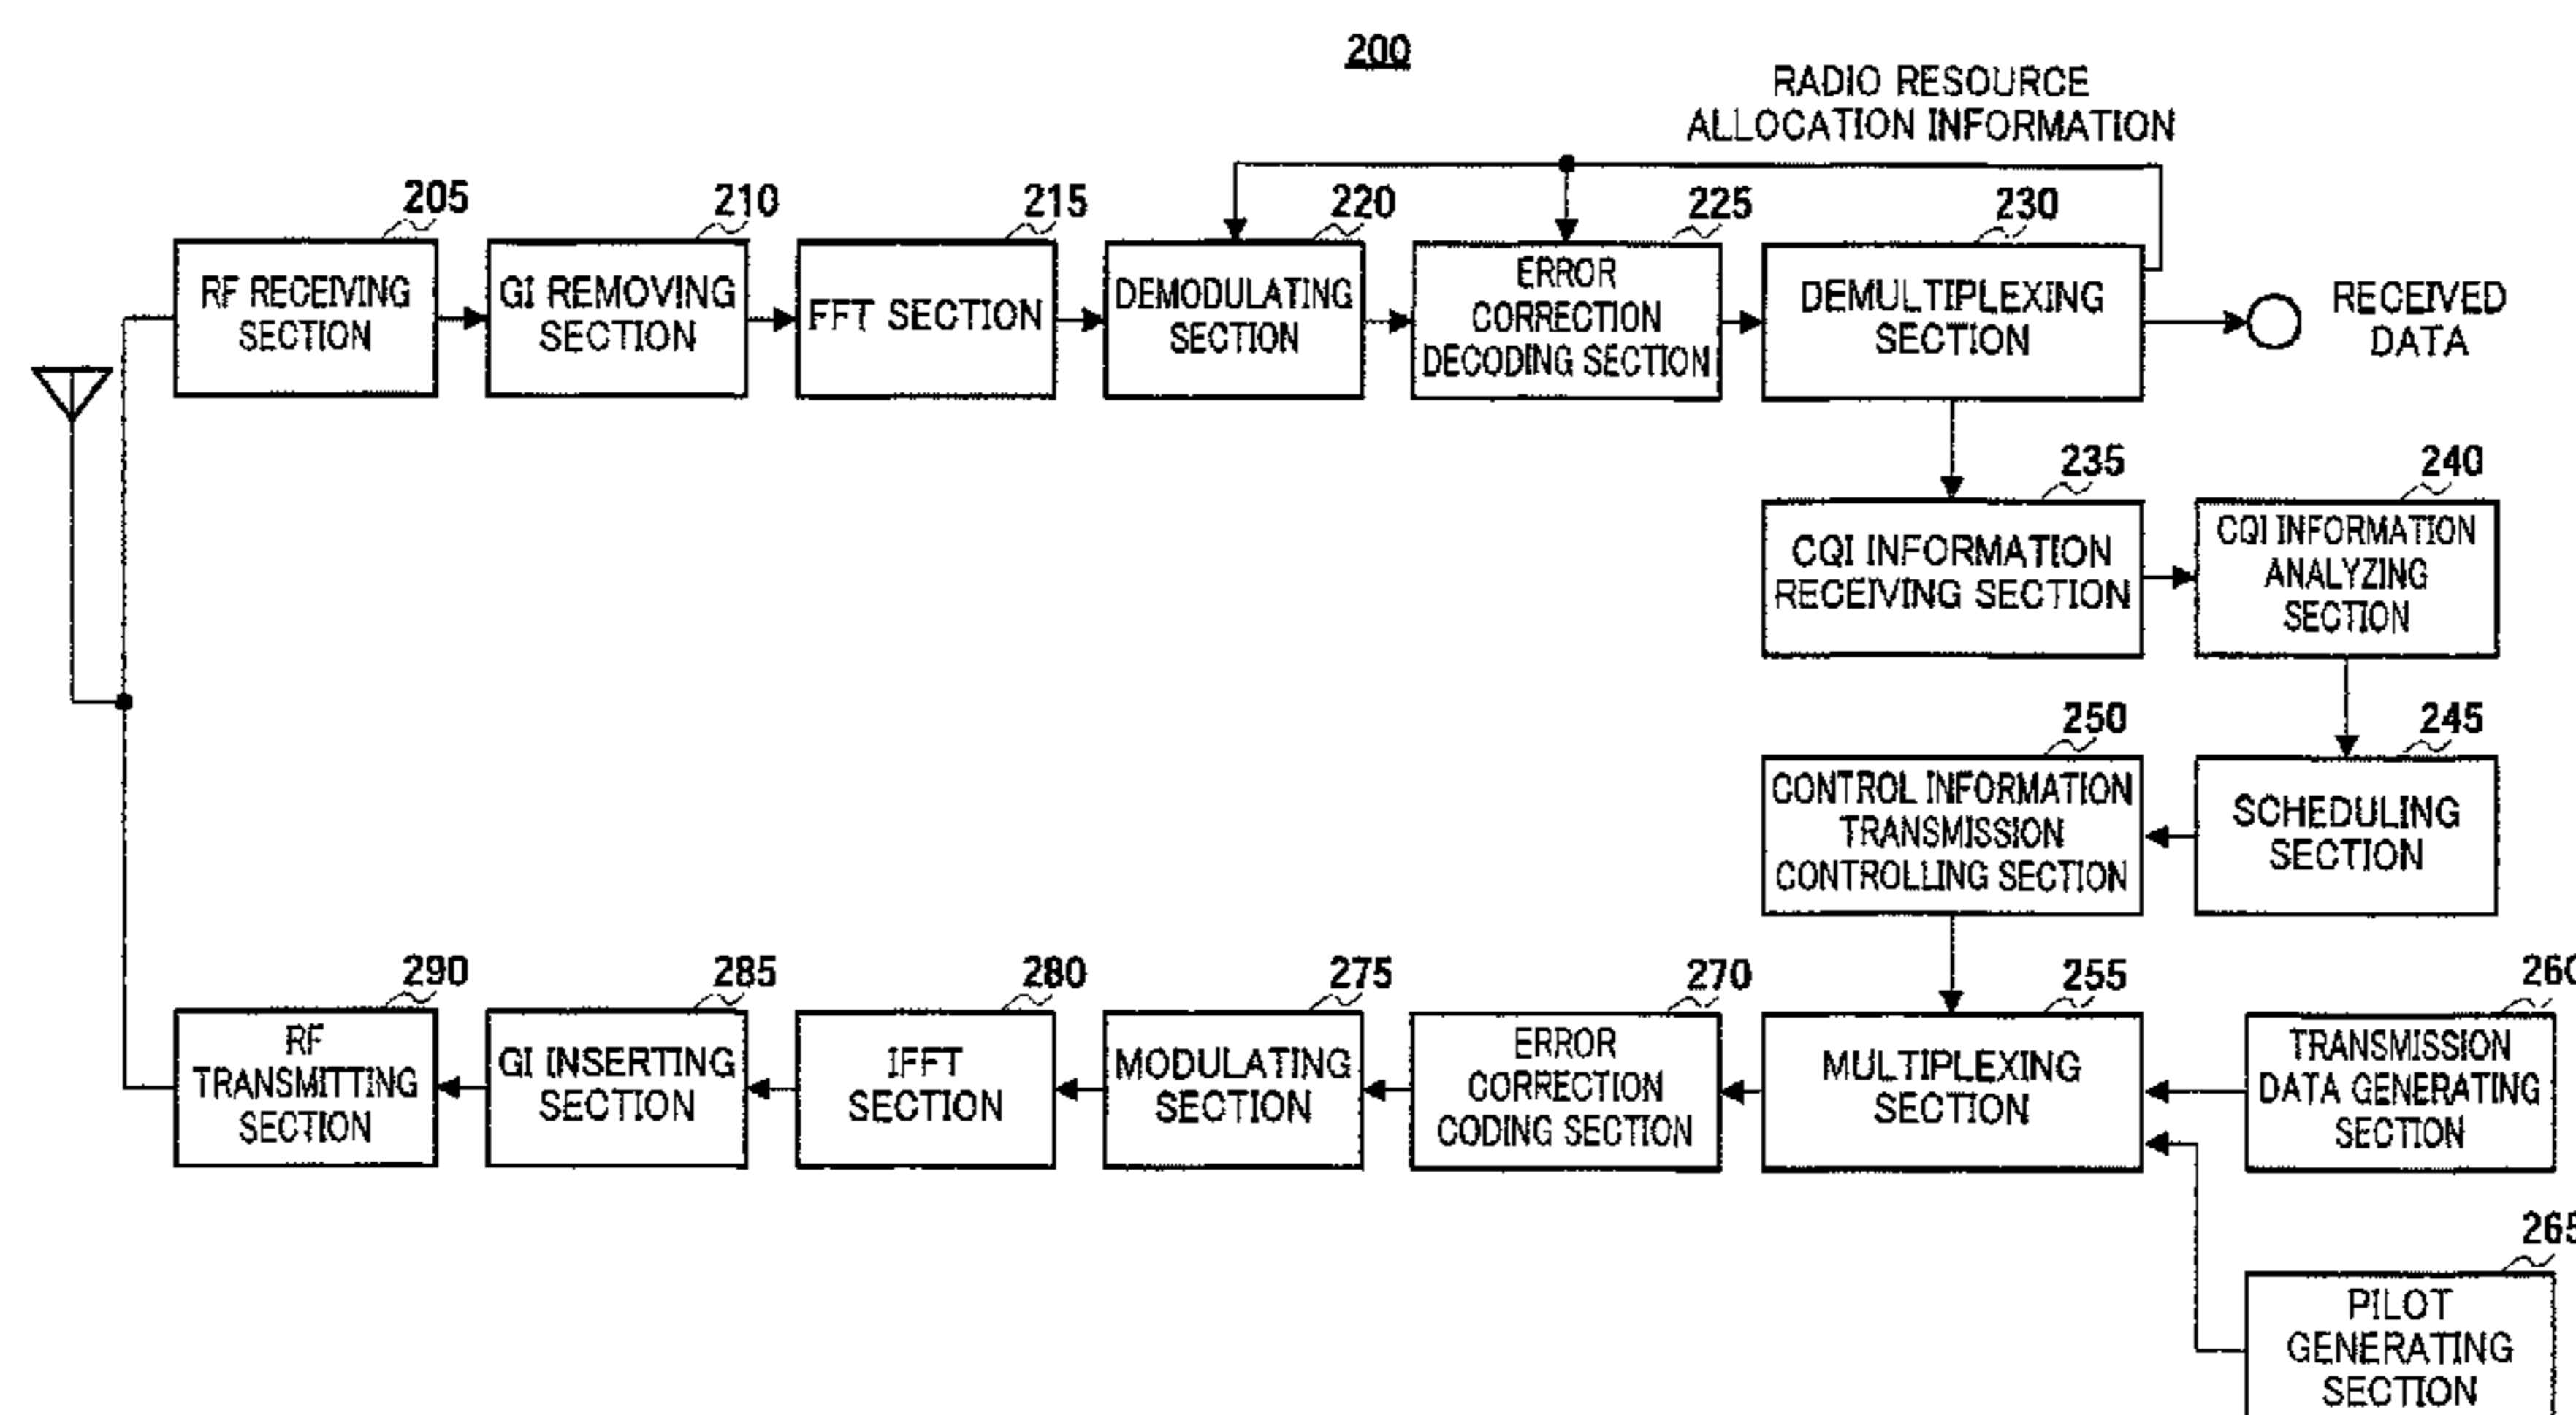 200
RADIO RESOURCE
ALLOCATION INFORMATION
205
210
215
220
225
230
RF RECEIVING
SECTION
GI REMOVING
SECTION
FFT SECTION
DEMODULATING
SECTION
ERROR
CORRECTION
DECODING SECTION
DEMULTIPLEXING
SECTION
RECEIVED
DATA
235
240
CQI INFORMATION
RECEIVING SECTION
CQI INFORMATION
ANALYZING
SECTION
250
245
CONTROL INFORMATION
TRANSMISSION
CONTROLLING SECTION
SCHEDULING
SECTION
290
285
280
275
270
255
260
RF
TRANSMITTING
SECTION
GI INSERTING
SECTION
IFFT
SECTION
MODULATING
SECTION
ERROR
CORRECTION
CODING SECTION
MULTIPLEXING
SECTION
TRANSMISSION
DATA GENERATING
SECTION
265
PILOT
GENERATING
SECTION